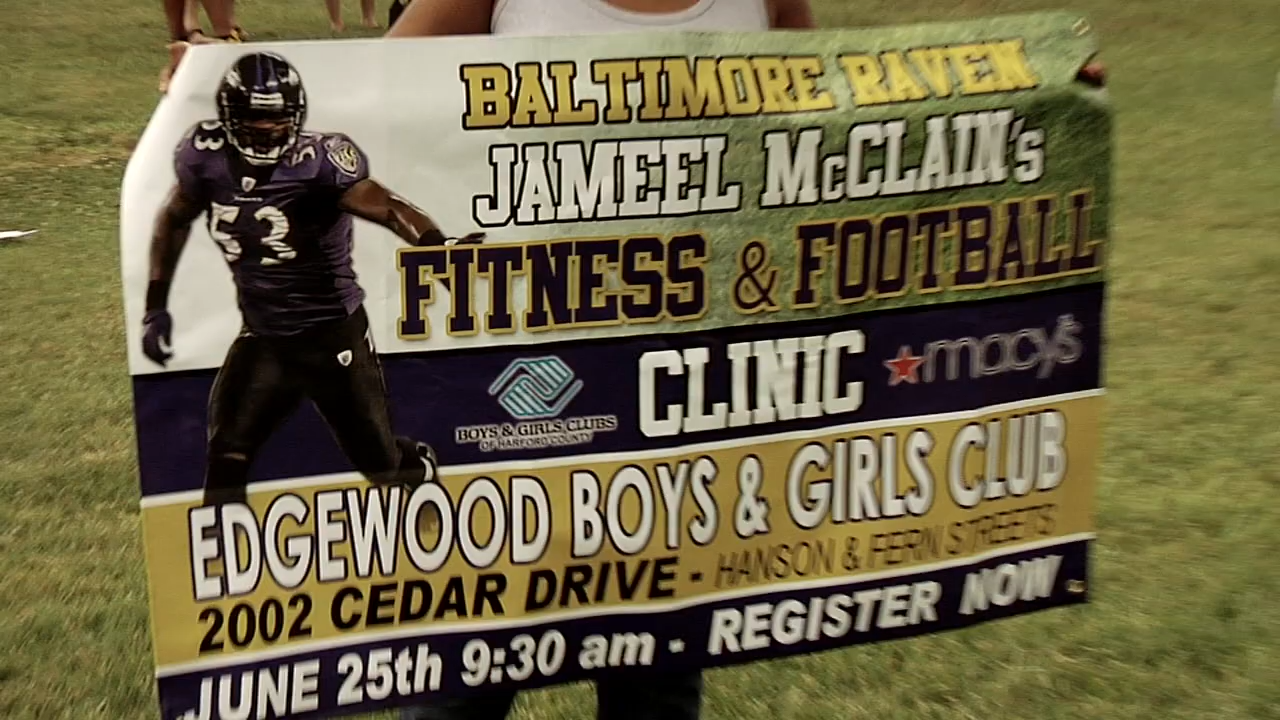 BALTIMORE RAVEN
JAMEEL McCLAIN's
FITNESS & FOOTBALL
CLINIC
macy's
BOYS & GIRLS CLUBS
OF HARFORD COUNTY
EDGEWOOD BOYS & GIRLS CLUB
2002 CEDAR DRIVE - HANSON & FERN STREETS
JUNE 25th 9:30 am - REGISTER NOW
53
53